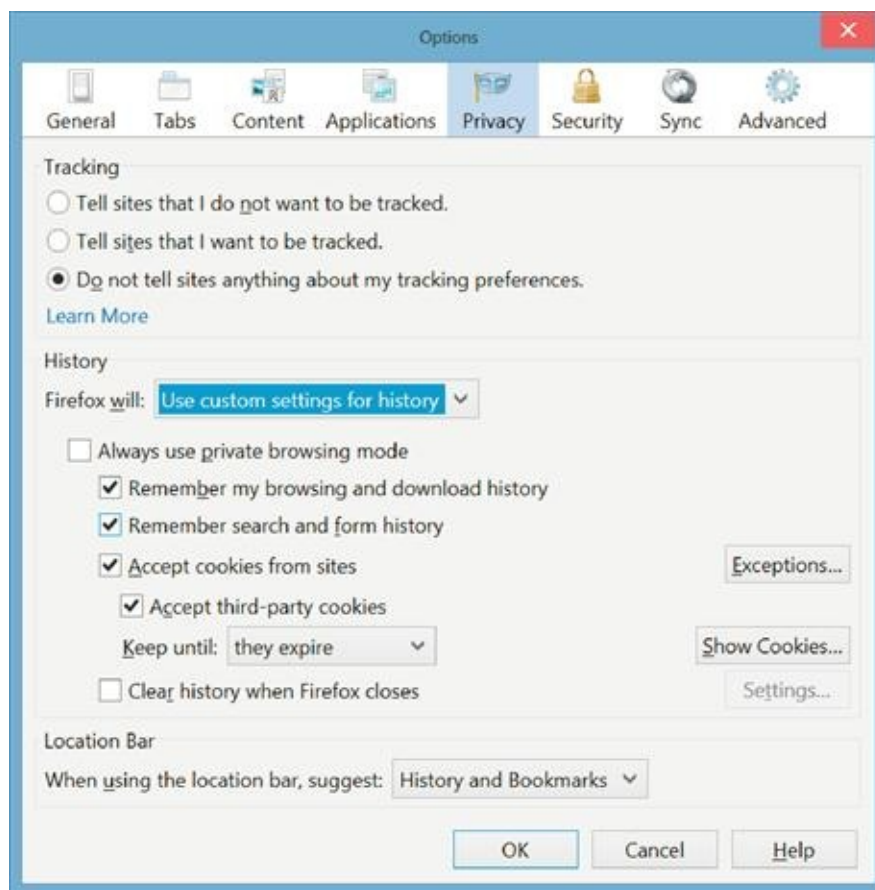 Options
General Tabs Content Applications Privacy Security Sync Advanced
Tracking
Tell sites that I do not want to be tracked.
Tell sites that I want to be tracked.
Do not tell sites anything about my tracking preferences.
Learn More
History
Firefox will: Use custom settings for history
Always use private browsing mode
Remember my browsing and download history
Remember search and form history
Accept cookies from sites Exceptions...
Accept third-party cookies
Keep until: they expire Show Cookies...
Clear history when Firefox closes Settings...
Location Bar
When using the location bar, suggest: History and Bookmarks
OK Cancel Help